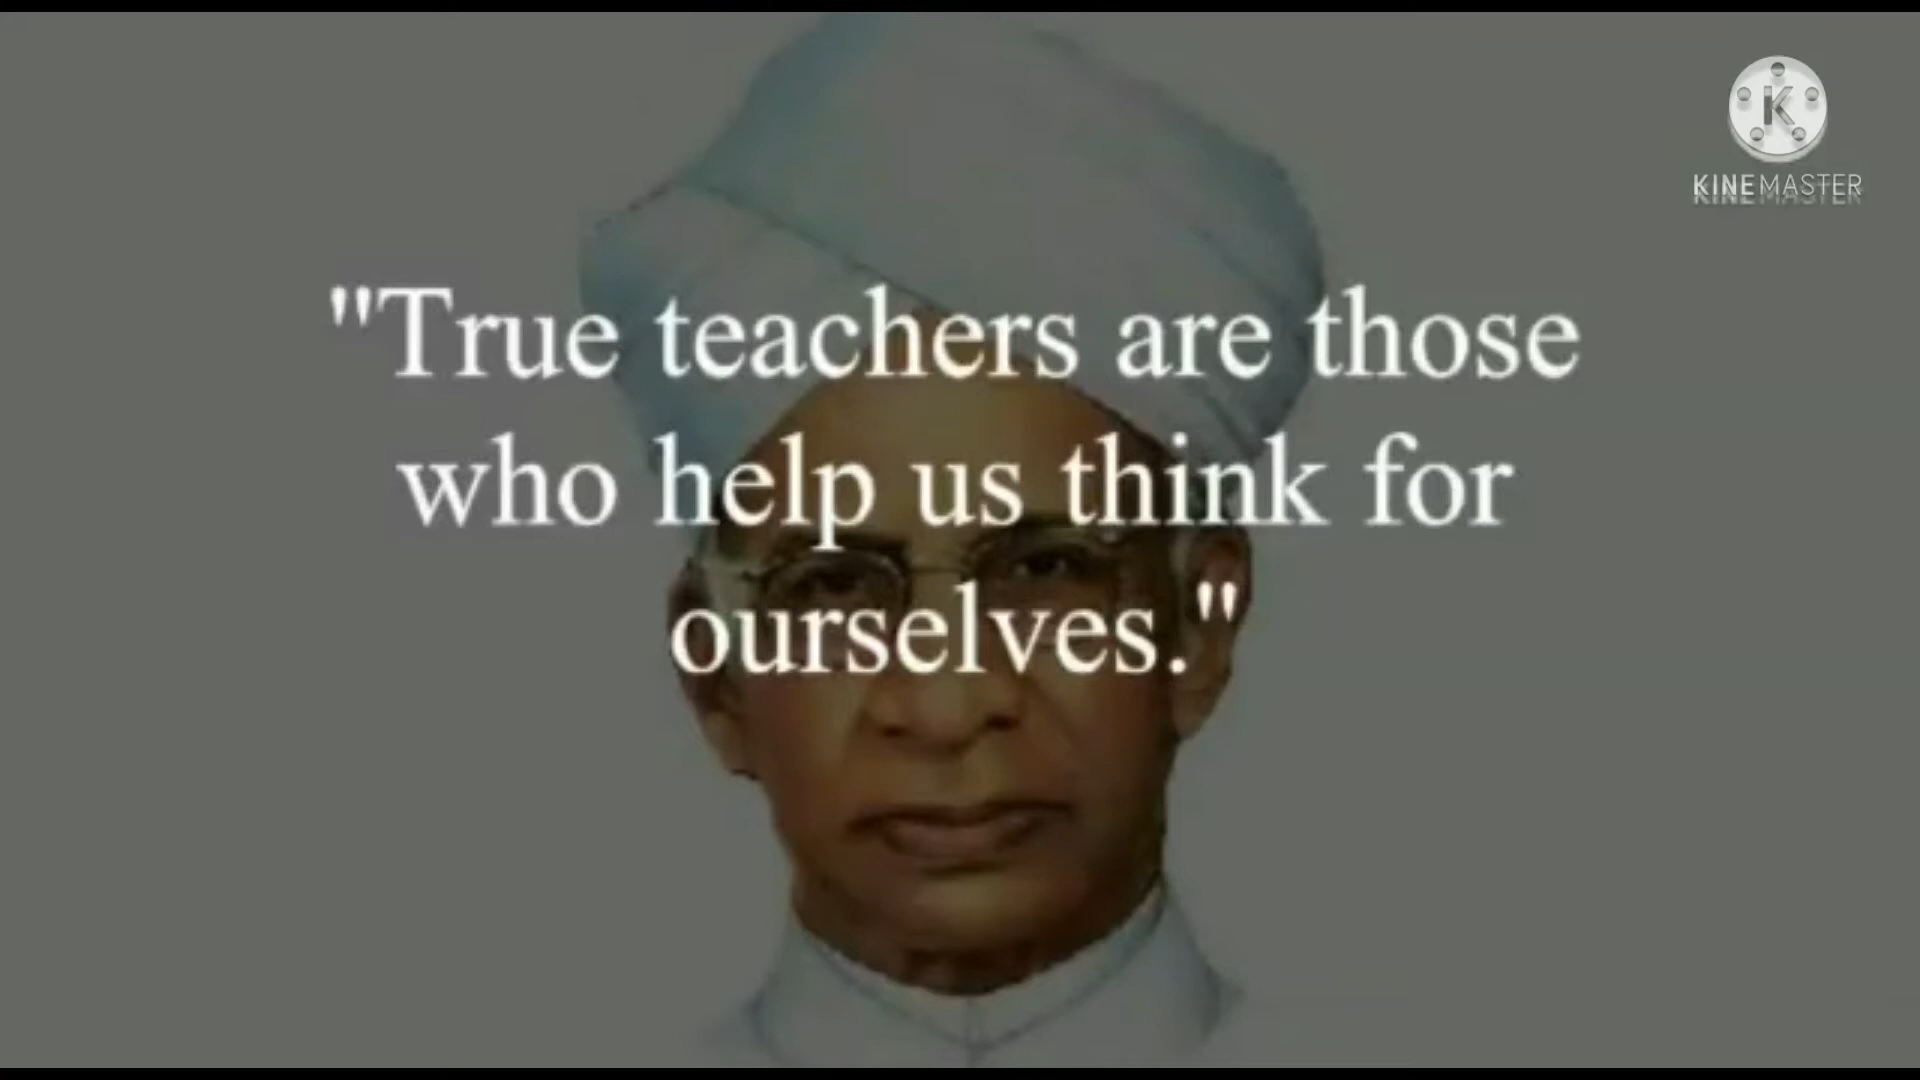 "True teachers are those
who help us think for
ourselves."
K
KINEMASTER